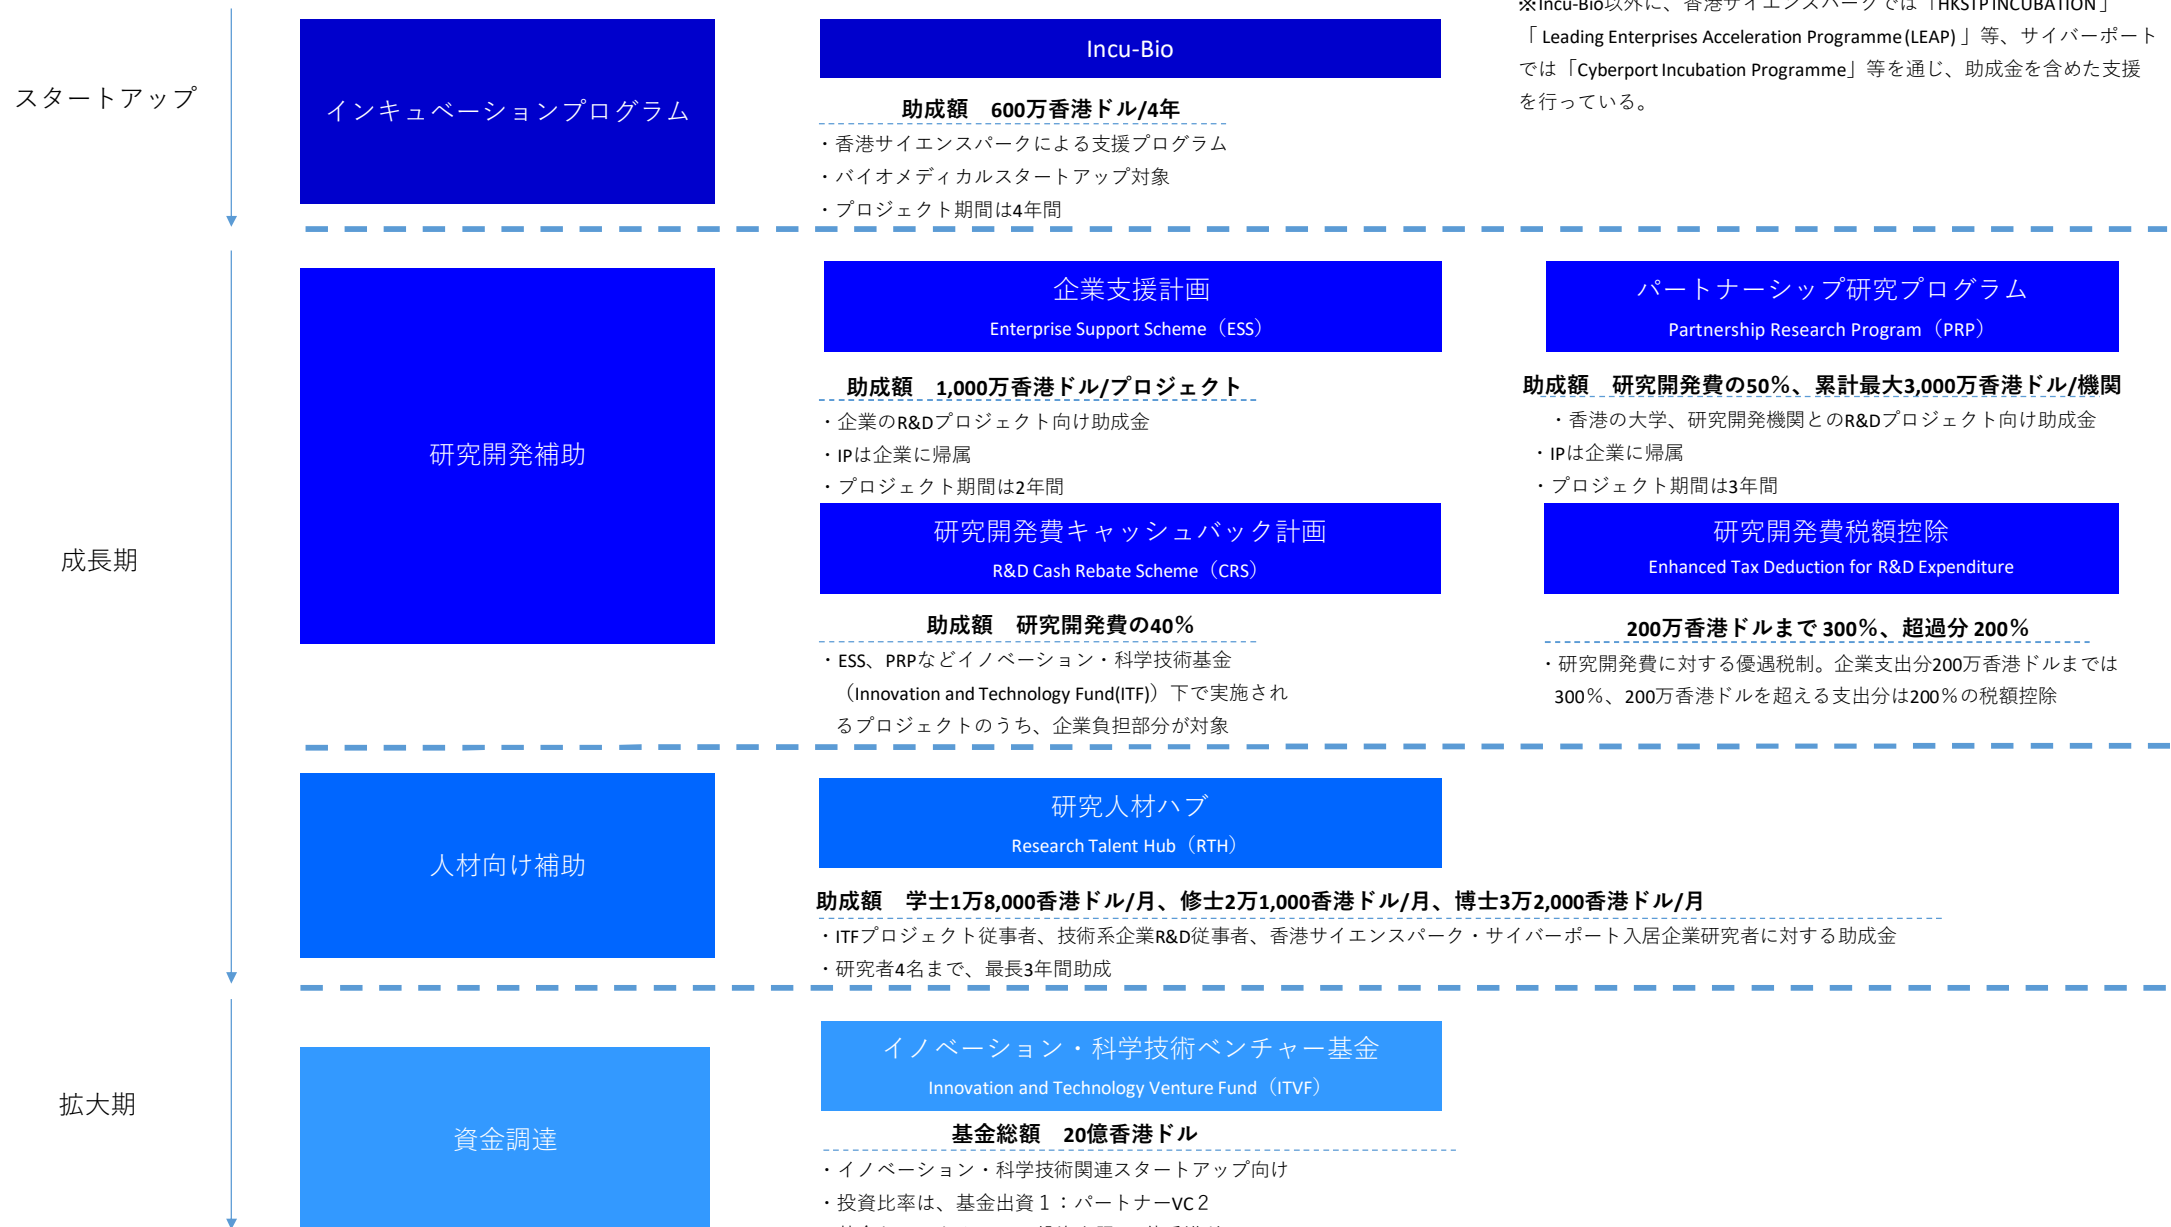 ※Incu-Bio以外に、香港サイエンスパークでは「HKSTP INCUBATION 」
「 Leading Enterprises Acceleration Programme (LEAP) 」等、サイバーポート
では「Cyberport Incubation Programme」等を通じ、助成金を含めた支援
を行っている。
スタートアップ
インキュベーションプログラム
Incu-Bio
助成額　600万香港ドル/4年
・香港サイエンスパークによる支援プログラム
・バイオメディカルスタートアップ対象
・プロジェクト期間は4年間
成長期
研究開発補助
企業支援計画
Enterprise Support Scheme（ESS）
助成額　1,000万香港ドル/プロジェクト
・企業のR&Dプロジェクト向け助成金
・IPは企業に帰属
・プロジェクト期間は2年間
パートナーシップ研究プログラム
Partnership Research Program（PRP）
助成額　研究開発費の50％、累計最大3,000万香港ドル/機関
・香港の大学、研究開発機関とのR&Dプロジェクト向け助成金
・IPは企業に帰属
・プロジェクト期間は3年間
研究開発費キャッシュバック計画
R&D Cash Rebate Scheme（CRS）
助成額　研究開発費の40％
・ESS、PRPなどイノベーション・科学技術基金
（Innovation and Technology Fund(ITF)）下で実施され
るプロジェクトのうち、企業負担部分が対象
研究開発費税額控除
Enhanced Tax Deduction for R&D Expenditure
200万香港ドルまで 300％、超過分 200％
・研究開発費に対する優遇税制。企業支出分200万香港ドルまでは
300％、200万香港ドルを超える支出分は200％の税額控除
人材向け補助
研究人材ハブ
Research Talent Hub（RTH）
助成額　学士1万8,000香港ドル/月、修士2万1,000香港ドル/月、博士3万2,000香港ドル/月
・ITFプロジェクト従事者、技術系企業R&D従事者、香港サイエンスパーク・サイバーポート入居企業研究者に対する助成金
・研究者4名まで、最長3年間助成
拡大期
資金調達
イノベーション・科学技術ベンチャー基金
Innovation and Technology Venture Fund（ITVF）
基金総額　20億香港ドル
・イノベーション・科学技術関連スタートアップ向け
・投資比率は、基金出資１：パートナーVC２